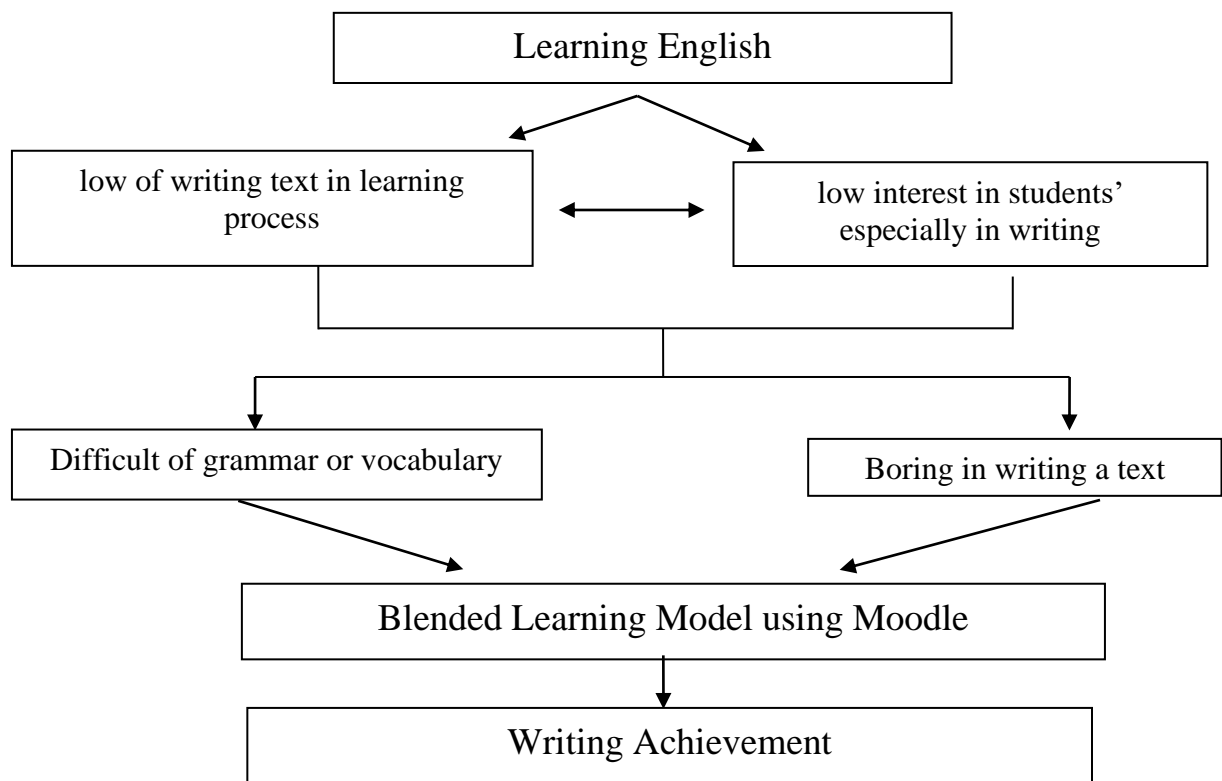 Learning English
low of writing text in learning
process
low interest in students’
especially in writing
Difficult of grammar or vocabulary
Boring in writing a text
Blended Learning Model using Moodle
Writing Achievement